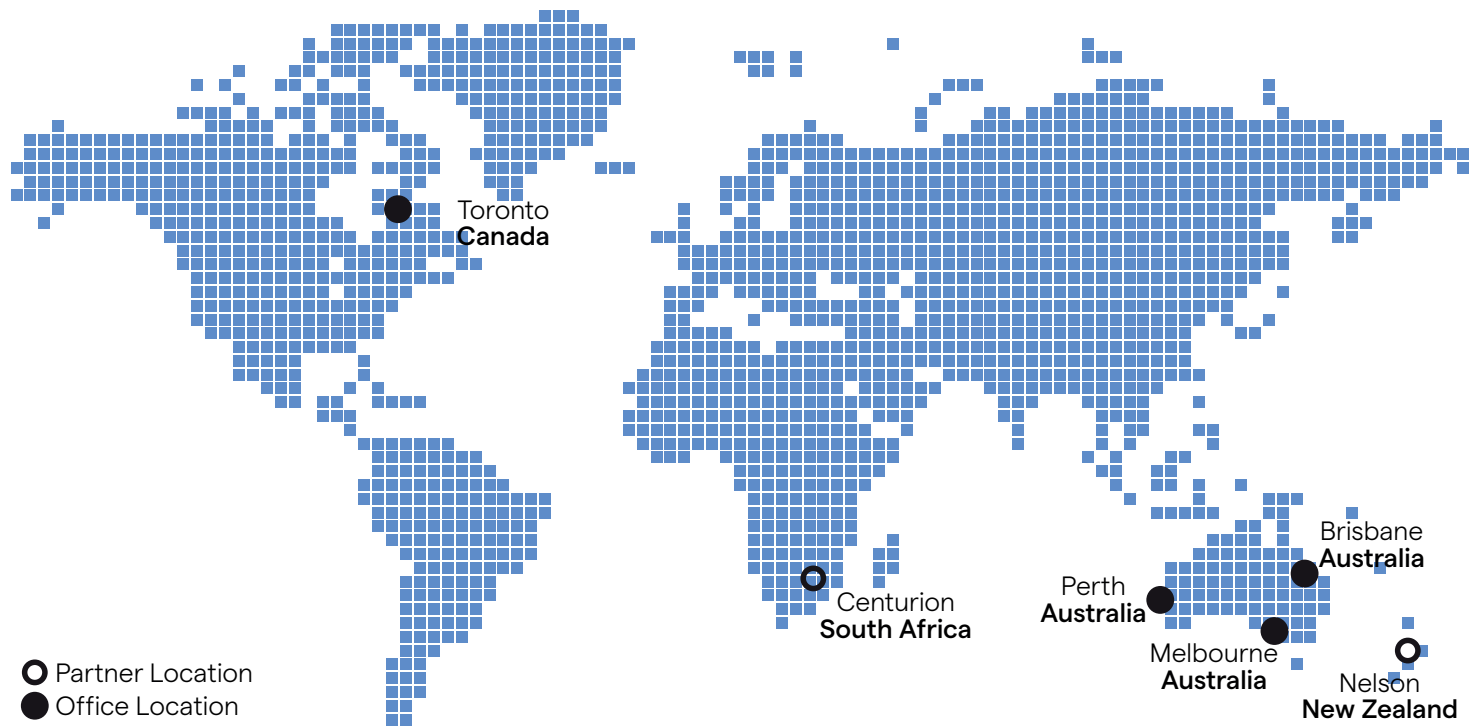 Toronto
Canada
Brisbane
Australia
Perth
Australia
Centurion
South Africa
Melbourne
Australia
Nelson
New Zealand
Partner Location
Office Location